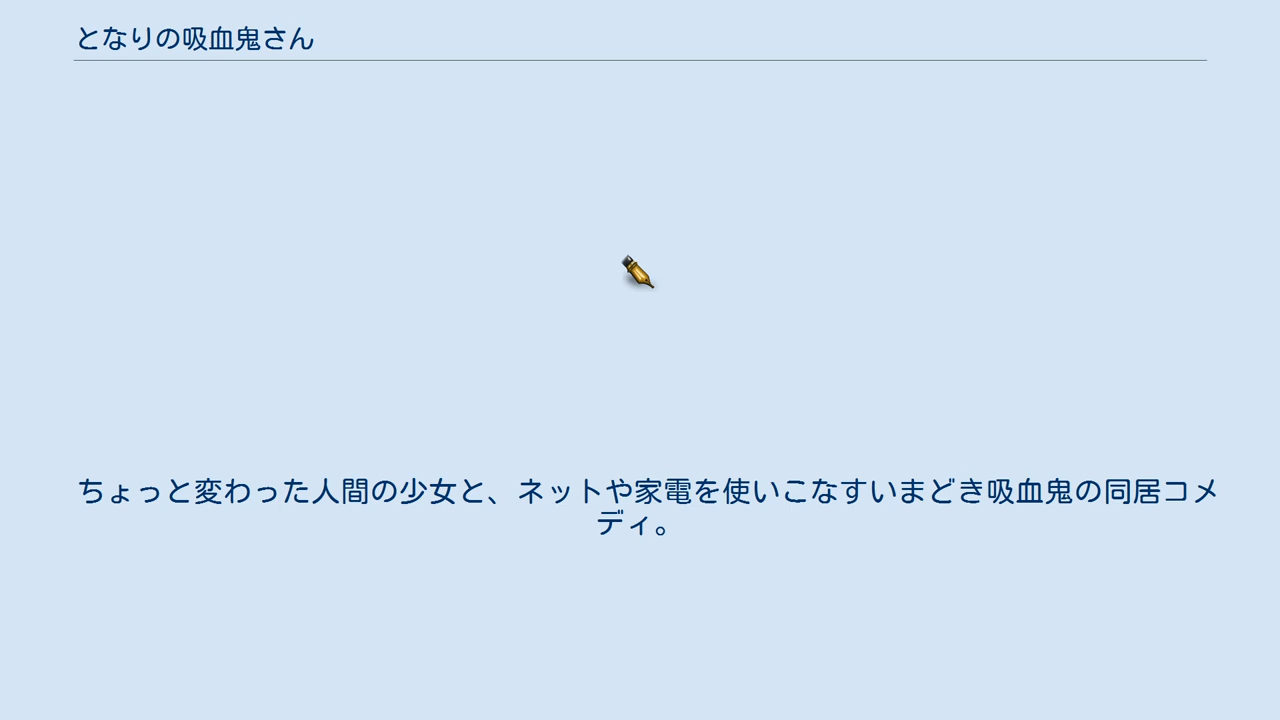 となりの吸血鬼さん
ちょっと変わった人間の少女と、ネットや家電を使いこなすいまどき吸血鬼の同居コメ
ディ。